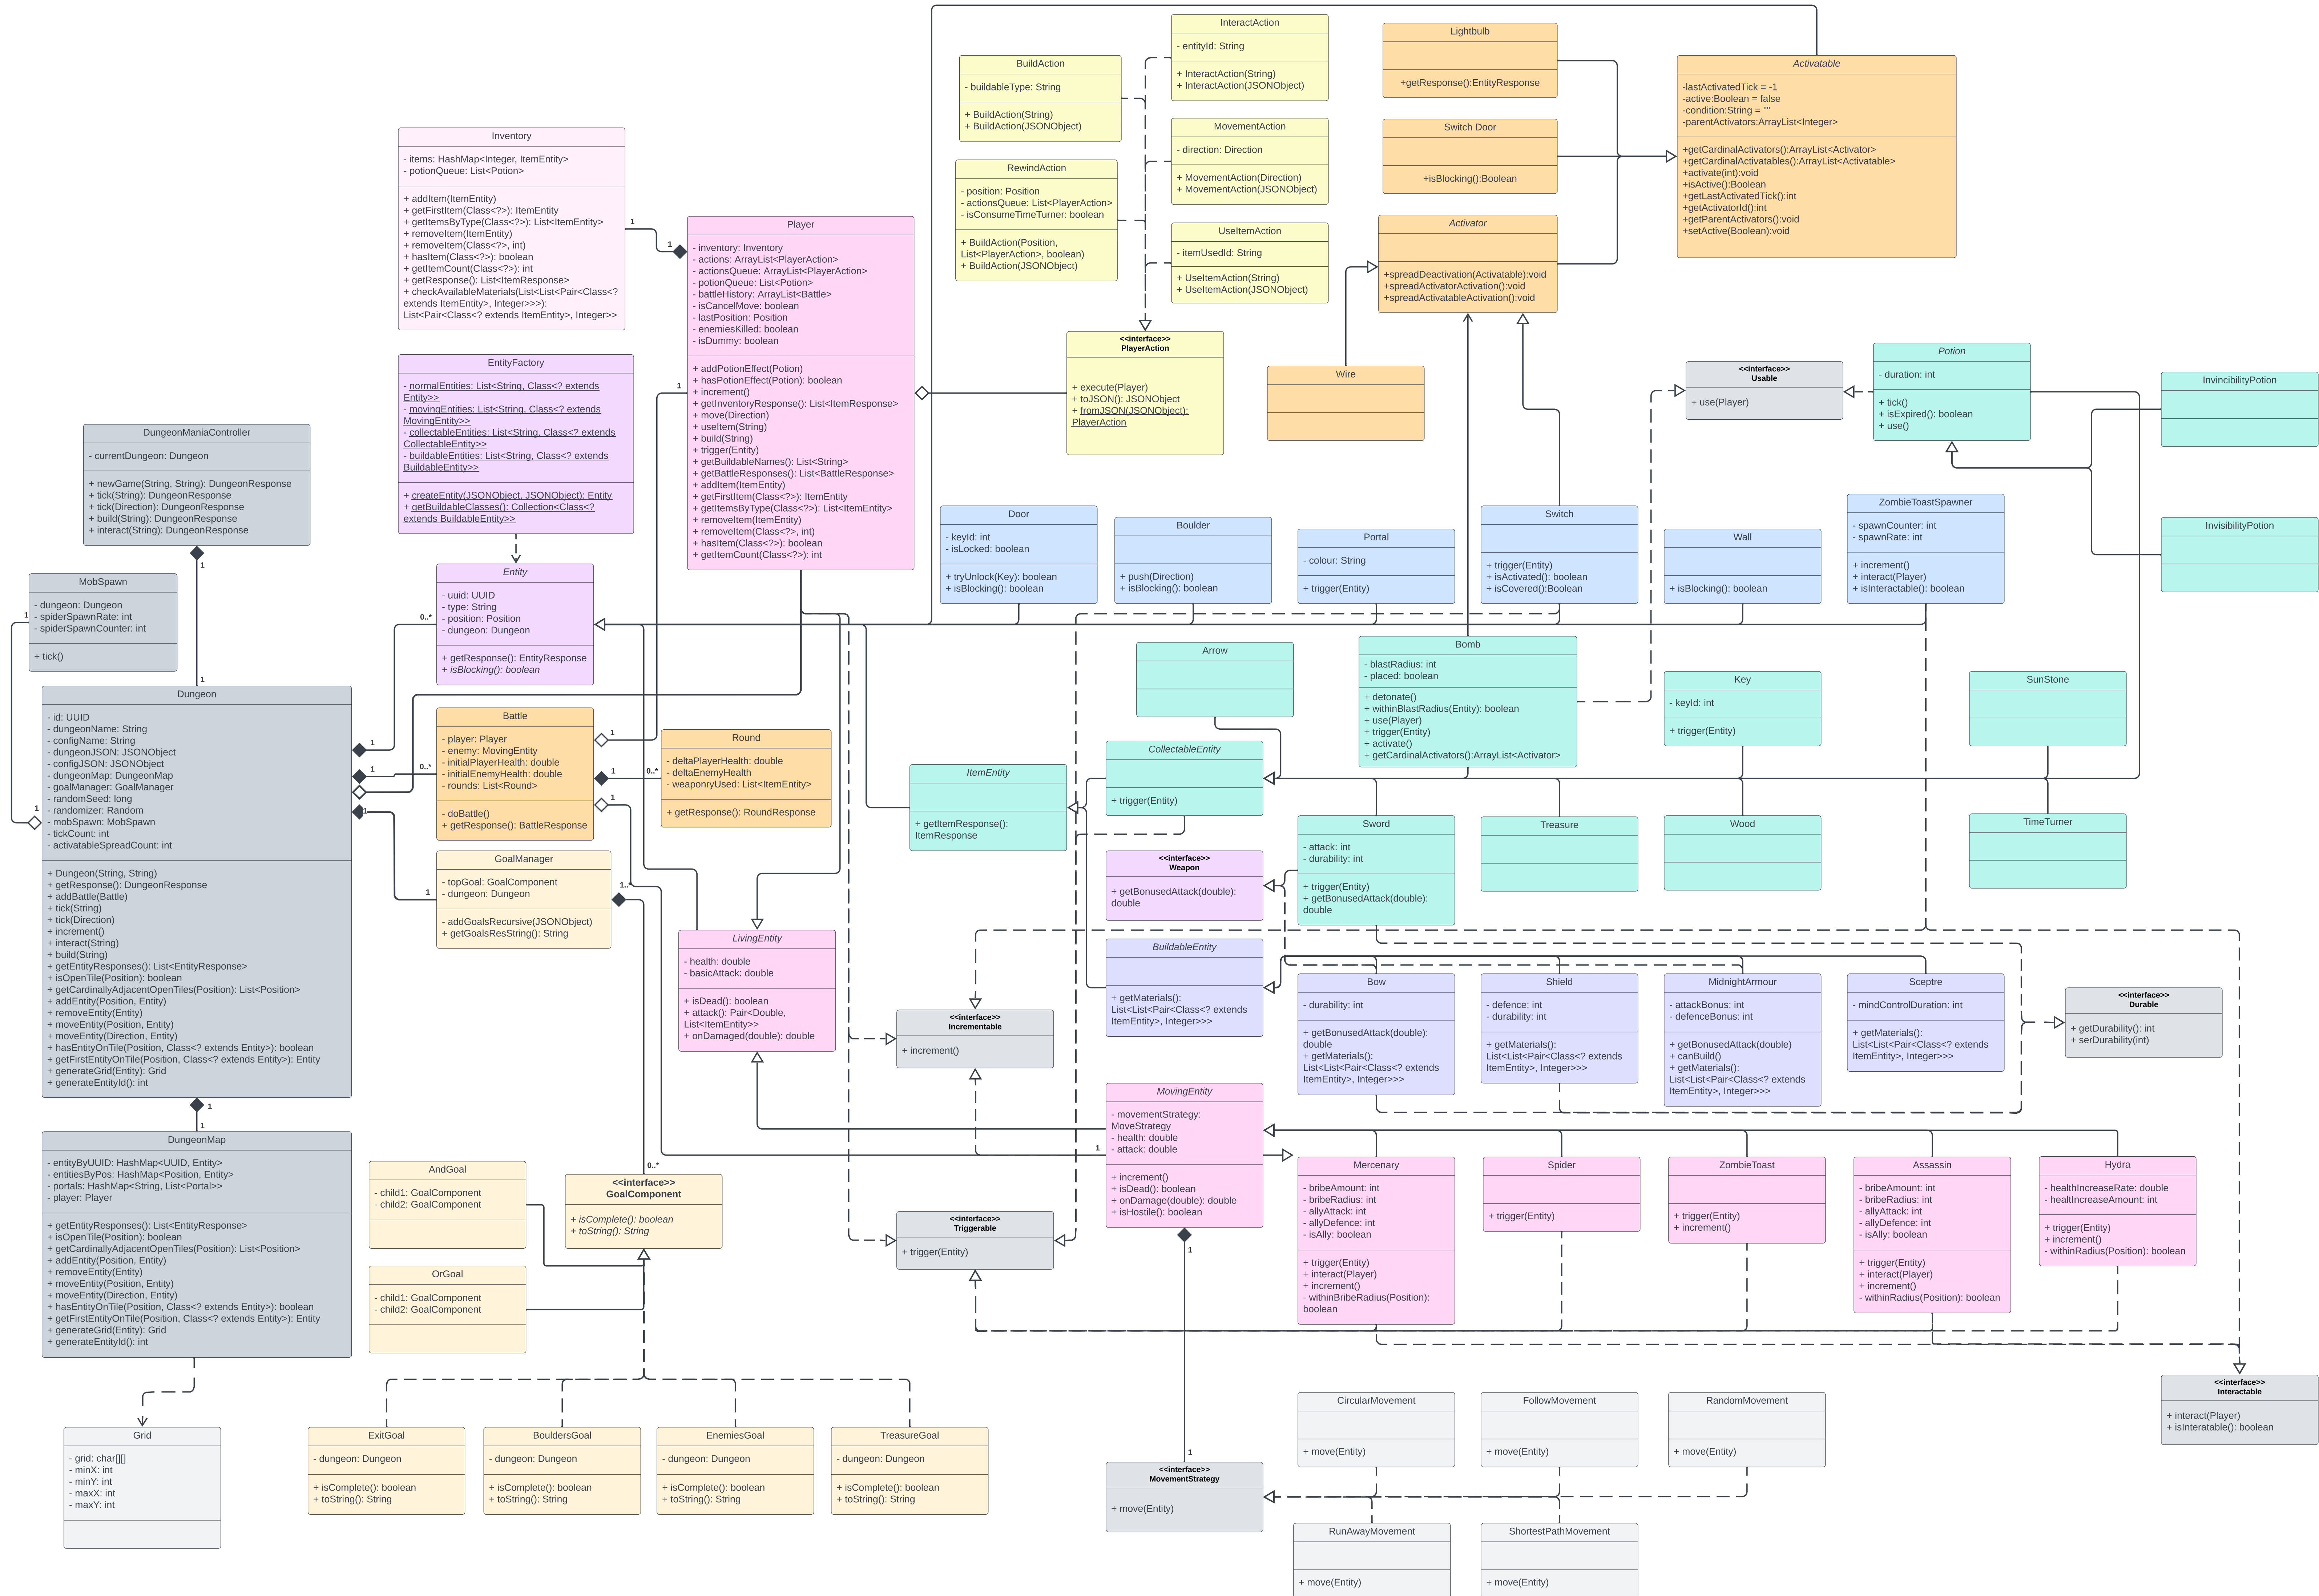 InteractAction
- entityId: String
+ InteractAction(String)
+ InteractAction(JSONObject)
Lightbulb
+getResponse():EntityResponse
BuildAction
- buildableType: String
+ BuildAction(String)
+ BuildAction(JSONObject)
Activatable
-lastActivatedTick = -1
-active:Boolean = false
-condition:String = ""
-parentActivators:ArrayList<Integer>
+getCardinalActivators():ArrayList<Activator>
+getCardinalActivatables():ArrayList<Activatable>
+activate(int):void
+isActive():Boolean
+getLastActivatedTick():int
+getActivatorId():int
+getParentActivators():void
+setActive(Boolean):void
MovementAction
- direction: Direction
+ MovementAction(Direction)
+ MovementAction(JSONObject)
Switch Door
+isBlocking():Boolean
Inventory
- items: HashMap<Integer, ItemEntity>
- potionQueue: List<Potion>
+ addItem(ItemEntity)
+ getFirstItem(Class<?>): ItemEntity
+ getItemsByType(Class<?>): List<ItemEntity>
+ removeItem(ItemEntity)
+ removeItem(Class<?>, int)
+ hasItem(Class<?>): boolean
+ getItemCount(Class<?>): int
+ getResponse(): List<ItemResponse>
+ checkAvailableMaterials(List<List<Pair<Class<?
extends ItemEntity>, Integer>>>):
List<Pair<Class<? extends ItemEntity>, Integer>>
1
1
RewindAction
- position: Position
- actionsQueue: List<PlayerAction>
- isConsumeTimeTurner: boolean
+ BuildAction(Position,
List<PlayerAction>, boolean)
+ BuildAction(JSONObject)
Player
- inventory: Inventory
- actions: ArrayList<PlayerAction>
- actionsQueue: ArrayList<PlayerAction>
- potionQueue: List<Potion>
- battleHistory: ArrayList<Battle>
- isCancelMove: boolean
- lastPosition: Position
- enemiesKilled: boolean
- isDummy: boolean
+ addPotionEffect(Potion)
+ hasPotionEffect(Potion): boolean
+ increment()
+ getInventoryResponse(): List<ItemResponse>
+ move(Direction)
+ useItem(String)
+ build(String)
+ trigger(Entity)
+ getBuildableNames(): List<String>
+ getBattleResponses(): List<BattleResponse>
+ addItem(ItemEntity)
+ getFirstItem(Class<?>): ItemEntity
+ getItemsByType(Class<?>): List<ItemEntity>
+ removeItem(ItemEntity)
+ removeItem(Class<?>, int)
+ hasItem(Class<?>): boolean
+ getItemCount(Class<?>): int
1
UseItemAction
- itemUsedId: String
+ UseItemAction(String)
+ UseItemAction(JSONObject)
Activator
+spreadDeactivation(Activatable):void
+spreadActivatorActivation():void
+spreadActivatableActivation():void
<<interface>>
PlayerAction
+ execute(Player)
+ toJSON(): JSONObject
+ fromJSON(JSONObject):
PlayerAction
Wire
<<interface>>
Usable
+ use(Player)
Potion
- duration: int
+ tick()
+ isExpired(): boolean
+ use()
InvincibilityPotion
InvisibilityPotion
EntityFactory
- normalEntities: List<String, Class<? extends
Entity>>
- movingEntities: List<String, Class<? extends
MovingEntity>>
- collectableEntities: List<String, Class<? extends
CollectableEntity>>
- buildableEntities: List<String, Class<? extends
BuildableEntity>>
+ createEntity(JSONObject, JSONObject): Entity
+ getBuildableClasses(): Collection<Class<?
extends BuildableEntity>>
DungeonManiaController
- currentDungeon: Dungeon
+ newGame(String, String): DungeonResponse
+ tick(String): DungeonResponse
+ tick(Direction): DungeonResponse
+ build(String): DungeonResponse
+ interact(String): DungeonResponse
1
1
Door
- keyId: int
- isLocked: boolean
+ tryUnlock(Key): boolean
+ isBlocking(): boolean
Boulder
+ push(Direction)
+ isBlocking(): boolean
Portal
- colour: String
+ trigger(Entity)
Switch
+ trigger(Entity)
+ isActivated(): boolean
+ isCovered():Boolean
Wall
+ isBlocking(): boolean
ZombieToastSpawner
- spawnCounter: int
- spawnRate: int
+ increment()
+ interact(Player)
+ isInteractable(): boolean
MobSpawn
- dungeon: Dungeon
- spiderSpawnRate: int
- spiderSpawnCounter: int
+ tick()
1
1
Entity
- uuid: UUID
- type: String
- position: Position
- dungeon: Dungeon
+ getResponse(): EntityResponse
+ isBlocking(): boolean
0..*
1
Dungeon
- id: UUID
- dungeonName: String
- configName: String
- dungeonJSON: JSONObject
- configJSON: JSONObject
- dungeonMap: DungeonMap
- goalManager: GoalManager
- randomSeed: long
- randomizer: Random
- mobSpawn: MobSpawn
- tickCount: int
- activatableSpreadCount: int
+ Dungeon(String, String)
+ getResponse(): DungeonResponse
+ addBattle(Battle)
+ tick(String)
+ tick(Direction)
+ increment()
+ interact(String)
+ build(String)
+ getEntityResponses(): List<EntityResponse>
+ isOpenTile(Position): boolean
+ getCardinallyAdjacentOpenTiles(Position): List<Position>
+ addEntity(Position, Entity)
+ removeEntity(Entity)
+ moveEntity(Position, Entity)
+ moveEntity(Direction, Entity)
+ hasEntityOnTile(Position, Class<? extends Entity>): boolean
+ getFirstEntityOnTile(Position, Class<? extends Entity>): Entity
+ generateGrid(Entity): Grid
+ generateEntityId(): int
1
0..*
1
1
Battle
- player: Player
- enemy: MovingEntity
- initialPlayerHealth: double
- initialEnemyHealth: double
- rounds: List<Round>
- doBattle()
+ getResponse(): BattleResponse
1
1
0..*
1
Round
- deltaPlayerHealth: double
- deltaEnemyHealth
- weaponryUsed: List<ItemEntity>
+ getResponse(): RoundResponse
GoalManager
- topGoal: GoalComponent
- dungeon: Dungeon
- addGoalsRecursive(JSONObject)
+ getGoalsResString(): String
1..*
Arrow
Bomb
- blastRadius: int
- placed: boolean
+ detonate()
+ withinBlastRadius(Entity): boolean
+ use(Player)
+ trigger(Entity)
+ activate()
+ getCardinalActivators():ArrayList<Activator>
Key
- keyId: int
+ trigger(Entity)
SunStone
ItemEntity
+ getItemResponse():
ItemResponse
CollectableEntity
+ trigger(Entity)
Sword
- attack: int
- durability: int
+ trigger(Entity)
+ getBonusedAttack(double):
double
Treasure
Wood
TimeTurner
<<interface>>
Weapon
+ getBonusedAttack(double):
double
LivingEntity
- health: double
- basicAttack: double
+ isDead(): boolean
+ attack(): Pair<Double,
List<ItemEntity>>
+ onDamaged(double): double
BuildableEntity
+ getMaterials():
List<List<Pair<Class<? extends
ItemEntity>, Integer>>>
Bow
- durability: int
+ getBonusedAttack(double):
double
+ getMaterials():
List<List<Pair<Class<? extends
ItemEntity>, Integer>>>
Shield
- defence: int
- durability: int
+ getMaterials():
List<List<Pair<Class<? extends
ItemEntity>, Integer>>>
MidnightArmour
- attackBonus: int
- defenceBonus: int
+ getBonusedAttack(double)
+ canBuild()
+ getMaterials():
List<List<Pair<Class<? extends
ItemEntity>, Integer>>>
Sceptre
- mindControlDuration: int
+ getMaterials():
List<List<Pair<Class<? extends
ItemEntity>, Integer>>>
<<interface>>
Durable
+ getDurability(): int
+ serDurability(int)
<<interface>>
Incrementable
+ increment()
1
1
DungeonMap
- entityByUUID: HashMap<UUID, Entity>
- entitiesByPos: HashMap<Position, Entity>
- portals: HashMap<String, List<Portal>>
- player: Player
+ getEntityResponses(): List<EntityResponse>
+ isOpenTile(Position): boolean
+ getCardinallyAdjacentOpenTiles(Position): List<Position>
+ addEntity(Position, Entity)
+ removeEntity(Entity)
+ moveEntity(Position, Entity)
+ moveEntity(Direction, Entity)
+ hasEntityOnTile(Position, Class<? extends Entity>): boolean
+ getFirstEntityOnTile(Position, Class<? extends Entity>): Entity
+ generateGrid(Entity): Grid
+ generateEntityId(): int
AndGoal
- child1: GoalComponent
- child2: GoalComponent
OrGoal
- child1: GoalComponent
- child2: GoalComponent
0..*
<<interface>>
GoalComponent
+ isComplete(): boolean
+ toString(): String
<<interface>>
Triggerable
+ trigger(Entity)
MovingEntity
- movementStrategy:
MoveStrategy
- health: double
- attack: double
+ increment()
+ isDead(): boolean
+ onDamage(double): double
+ isHostile(): boolean
1
1
1
Mercenary
- bribeAmount: int
- bribeRadius: int
- allyAttack: int
- allyDefence: int
- isAlly: boolean
+ trigger(Entity)
+ interact(Player)
+ increment()
- withinBribeRadius(Position):
boolean
Spider
+ trigger(Entity)
ZombieToast
+ trigger(Entity)
+ increment()
Assassin
- bribeAmount: int
- bribeRadius: int
- allyAttack: int
- allyDefence: int
- isAlly: boolean
+ trigger(Entity)
+ interact(Player)
+ increment()
- withinRadius(Position): boolean
Hydra
- healthIncreaseRate: double
- healthIncreaseAmount: int
+ trigger(Entity)
+ increment()
- withinRadius(Position): boolean
<<interface>>
Interactable
+ interact(Player)
+ isInteratable(): boolean
Grid
- grid: char[][]
- minX: int
- minY: int
- maxX: int
- maxY: int
ExitGoal
- dungeon: Dungeon
+ isComplete(): boolean
+ toString(): String
BouldersGoal
- dungeon: Dungeon
+ isComplete(): boolean
+ toString(): String
EnemiesGoal
- dungeon: Dungeon
+ isComplete(): boolean
+ toString(): String
TreasureGoal
- dungeon: Dungeon
+ isComplete(): boolean
+ toString(): String
<<interface>>
MovementStrategy
+ move(Entity)
CircularMovement
+ move(Entity)
FollowMovement
+ move(Entity)
RandomMovement
+ move(Entity)
RunAwayMovement
+ move(Entity)
ShortestPathMovement
+ move(Entity)